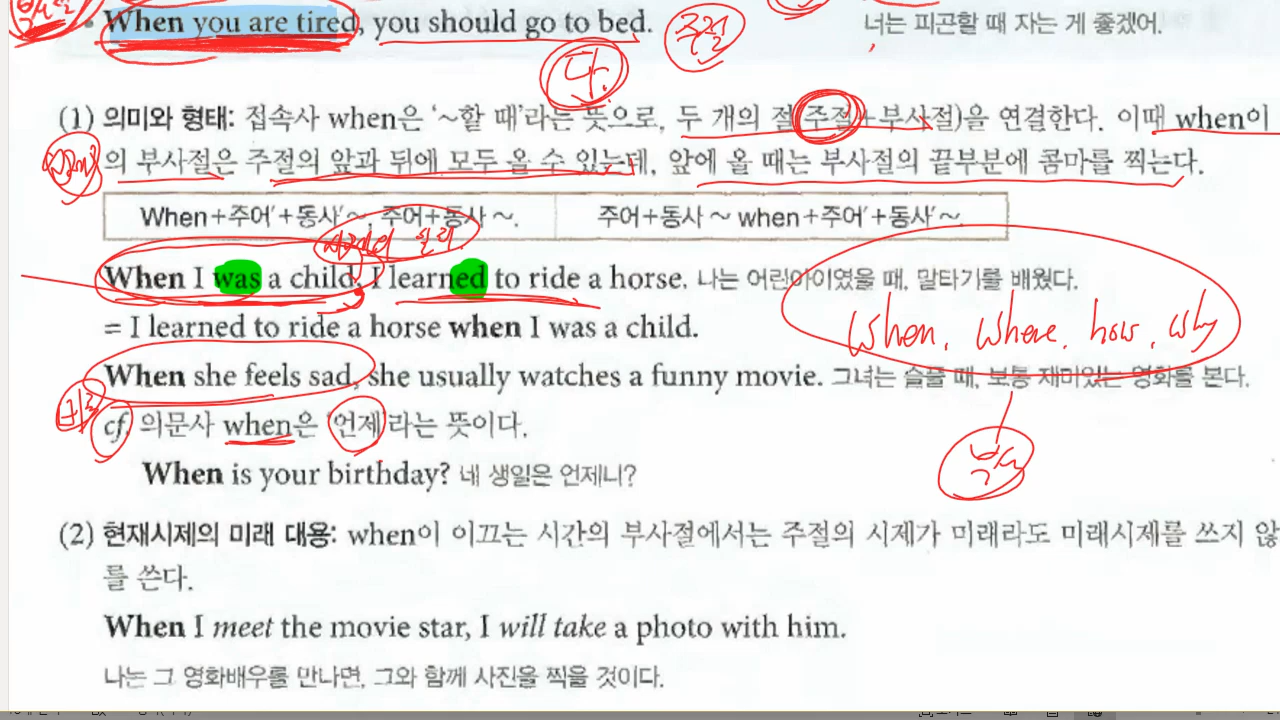 • When you are tired, you should go to bed. 너는 피곤할 때 자는 게 좋겠어.
주절
(1) 의미와 형태: 접속사 when은 ‘~할 때’라는 뜻으로, 두 개의 절(주절+부사절)을 연결한다. 이때 when이
의 부사절은 주절의 앞과 뒤에 모두 올 수 있는데, 앞에 올 때는 부사절의 끝부분에 콤마를 찍는다.
When+주어′+동사′ ~, 주어+동사 ~. 주어+동사 ~ when+주어′+동사′ ~.
시제의 일치
When I was a child, I learned to ride a horse. 나는 어린아이였을 때, 말타기를 배웠다.
= I learned to ride a horse when I was a child.
when, where, how, why
When she feels sad, she usually watches a funny movie. 그녀는 슬플 때, 보통 재미있는 영화를 본다.
cf. 의문사 when은 ‘언제’라는 뜻이다.
When is your birthday? 네 생일은 언제니?
(2) 현재시제의 미래 대용: when이 이끄는 시간의 부사절에서는 주절의 시제가 미래라도 미래시제를 쓰지 않
를 쓴다.
When I meet the movie star, I will take a photo with him.
나는 그 영화배우를 만나면, 그와 함께 사진을 찍을 것이다.